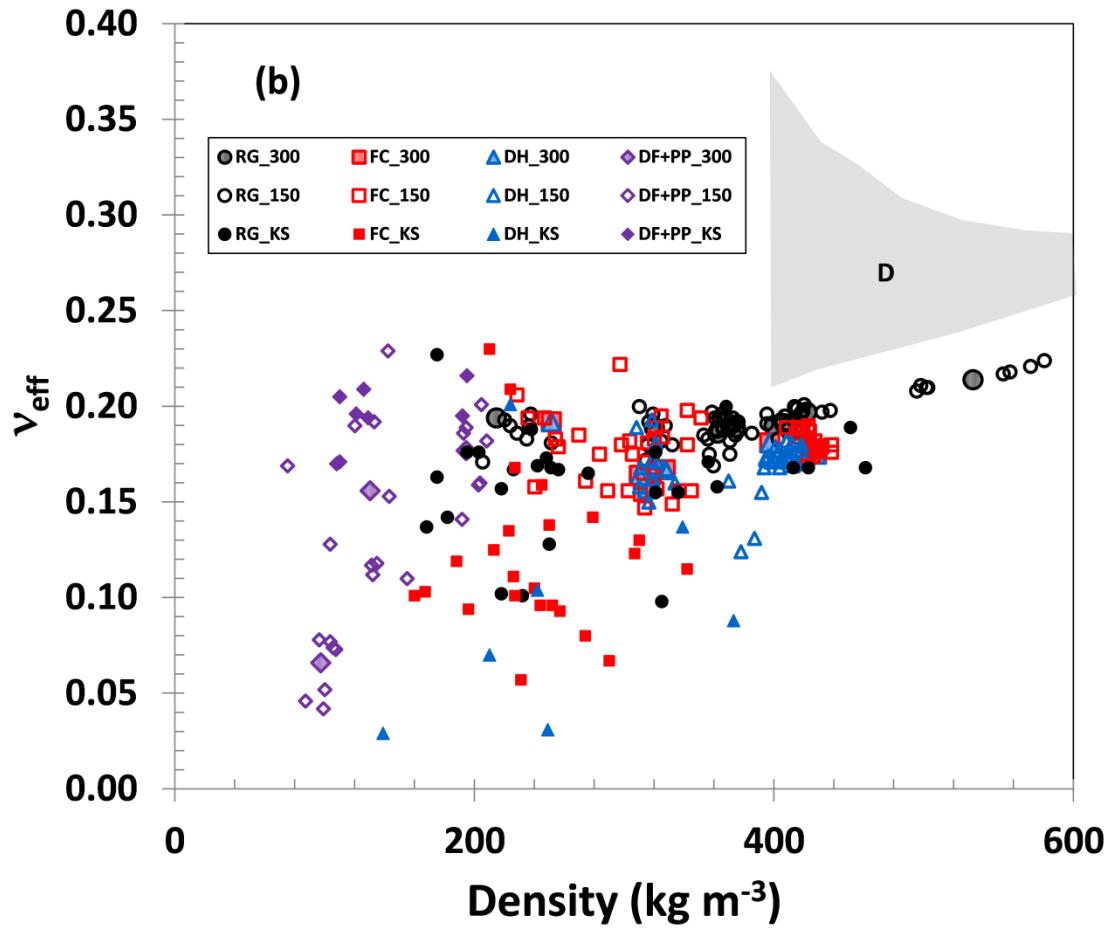 0.40
(b)
0.35
RG_300 FC_300 DH_300 DF+PP_300
RG_150 FC_150 DH_150 DF+PP_150
RG_KS FC_KS DH_KS DF+PP_KS
0.30
D
0.25
0.20
0.15
0.10
0.05
0.00
νeff
0 200 400 600
Density (kg m⁻³)